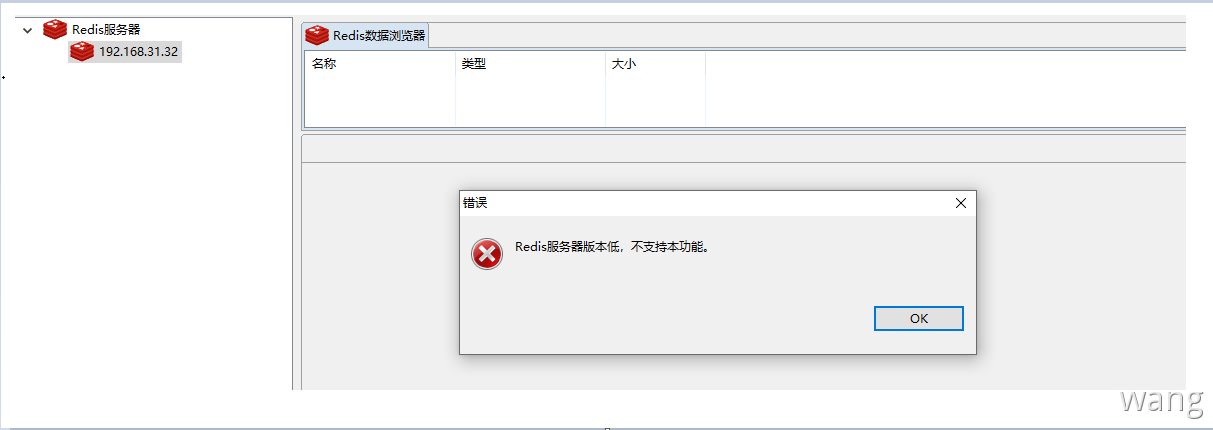 Redis服务器
192.168.31.32
Redis数据浏览器
名称 类型 大小
错误
Redis服务器版本低，不支持本功能。
OK
wang